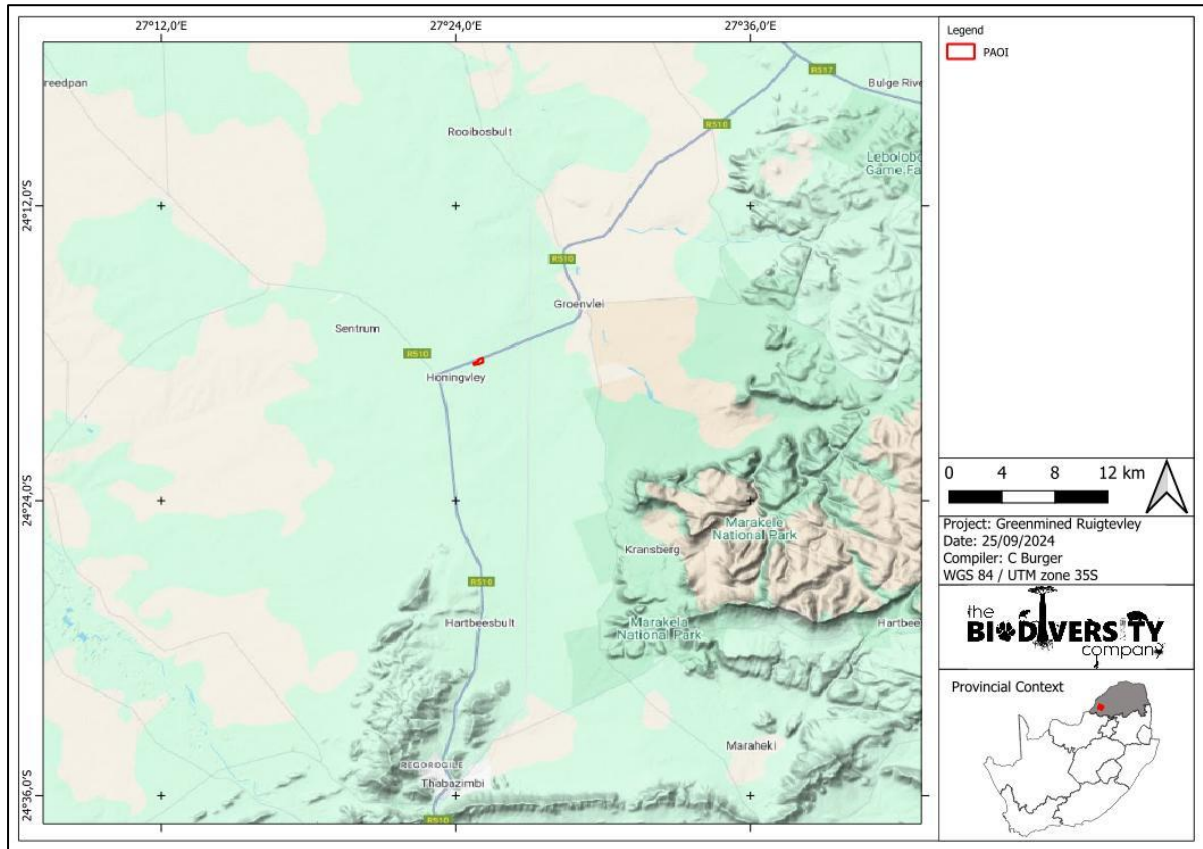 27°12,0'E
27°24,0'E
27°36,0'E
Legend
PAOI
reedpan
R517
Bulge Rive
R510
Rooibosbult
Lebolobo
Game Fa
24°12,0'S
R510
Groenvlei
Sentrum
R510
Honingvley
0 4 8 12 km
24°24,0'S
Marakele
National Park
Project: Greenmined Ruigtevley
Date: 25/09/2024
Compiler: C Burger
WGS 84 / UTM zone 35S
Kransberg
R510
Hartbeesbult
Marakela
National Park
Hartbee
the
BIODIVERSITY
company
Provincial Context
Maraheki
REGOROGILE
Thabazimbi
24°36,0'S
R510